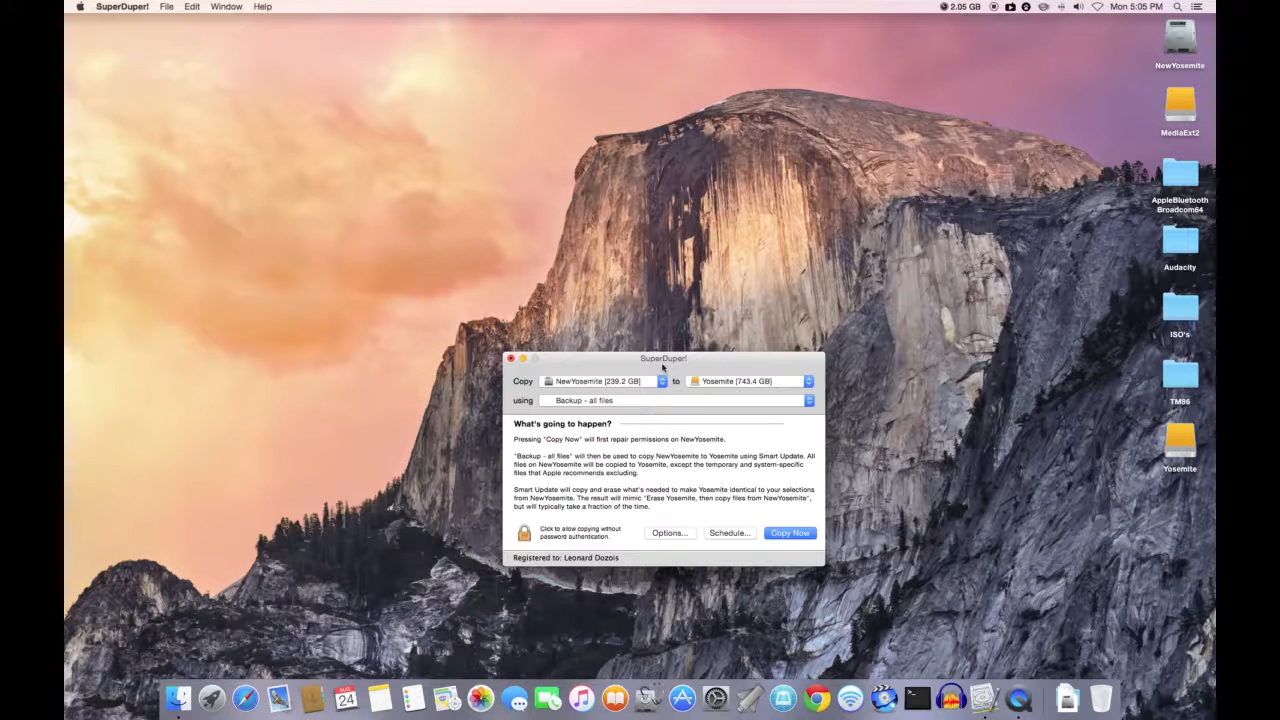 SuperDuper! File Edit Window Help 2.05 GB Mon 5:05 PM
NewYosemite
MediaExt2
AppleBluetooth
Broadcom64
Audacity
ISO's
TM86
Yosemite
SuperDuper!
Copy NewYosemite [239.2 GB] to Yosemite [743.4 GB]
using Backup - all files
What's going to happen?
Pressing "Copy Now" will first repair permissions on NewYosemite.
"Backup - all files" will then be used to copy NewYosemite to Yosemite using Smart Update. All
files on NewYosemite will be copied to Yosemite, except the temporary and system-specific
files that Apple recommends excluding.
Smart Update will copy and erase what's needed to make Yosemite identical to your selections
from NewYosemite. The result will mimic "Erase Yosemite, then copy files from NewYosemite",
but will typically take a fraction of the time.
Click to allow copying without
password authentication.
Options... Schedule... Copy Now
Registered to: Leonard Dozois
AUG
24